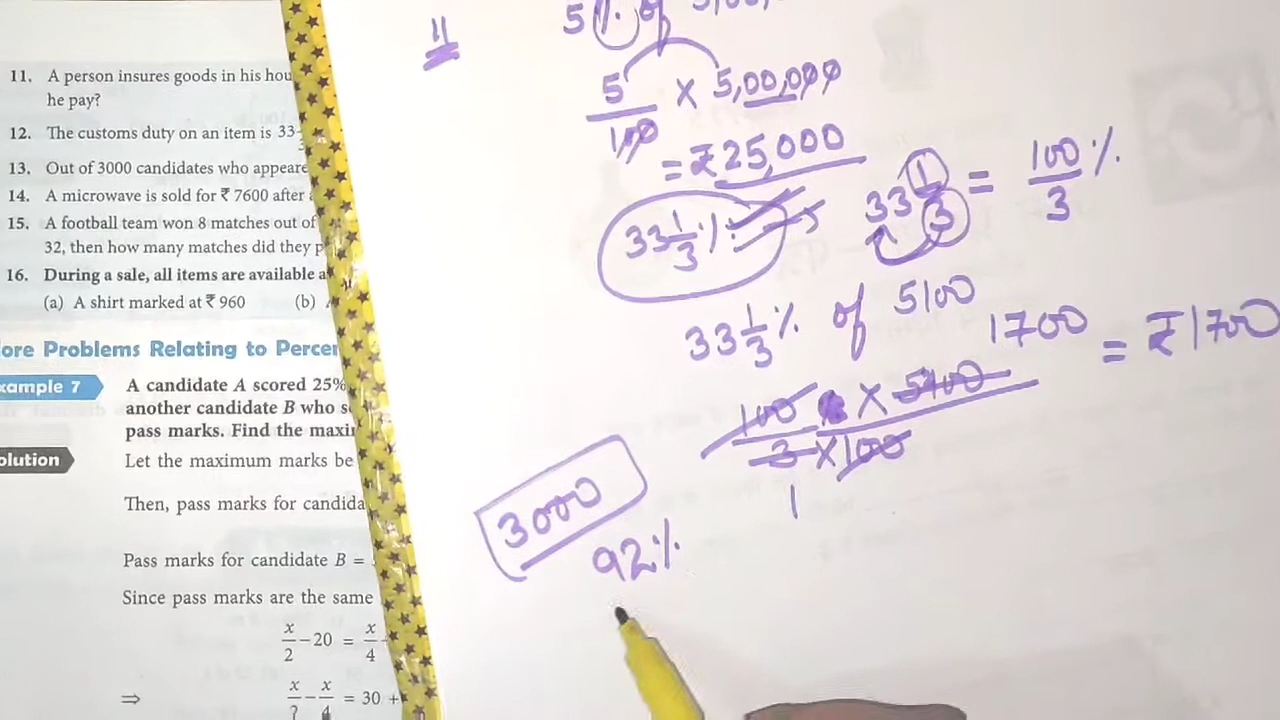 11. A person insures goods in his hou
he pay?
12. The customs duty on an item is 33
13. Out of 3000 candidates who appeare
14. A microwave is sold for ₹ 7600 after
15. A football team won 8 matches out of
32, then how many matches did they p
16. During a sale, all items are available a
(a) A shirt marked at ₹ 960 (b)
ore Problems Relating to Percen
xample 7 A candidate A scored 25%
another candidate B who s
pass marks. Find the maxi
olution Let the maximum marks be
Then, pass marks for candida
Pass marks for candidate B =
Since pass marks are the same
x/2 - 20 = x/4
⇒ x/2 - x/4 = 30 +
11
5% of
5/100 × 5,00,000
= ₹25,000
33 1/3 %
33 1/3 = 100/3 %
33 1/3 % of 5100
1700
100 × 5100
3 × 100
= ₹1700
1
3000
92%